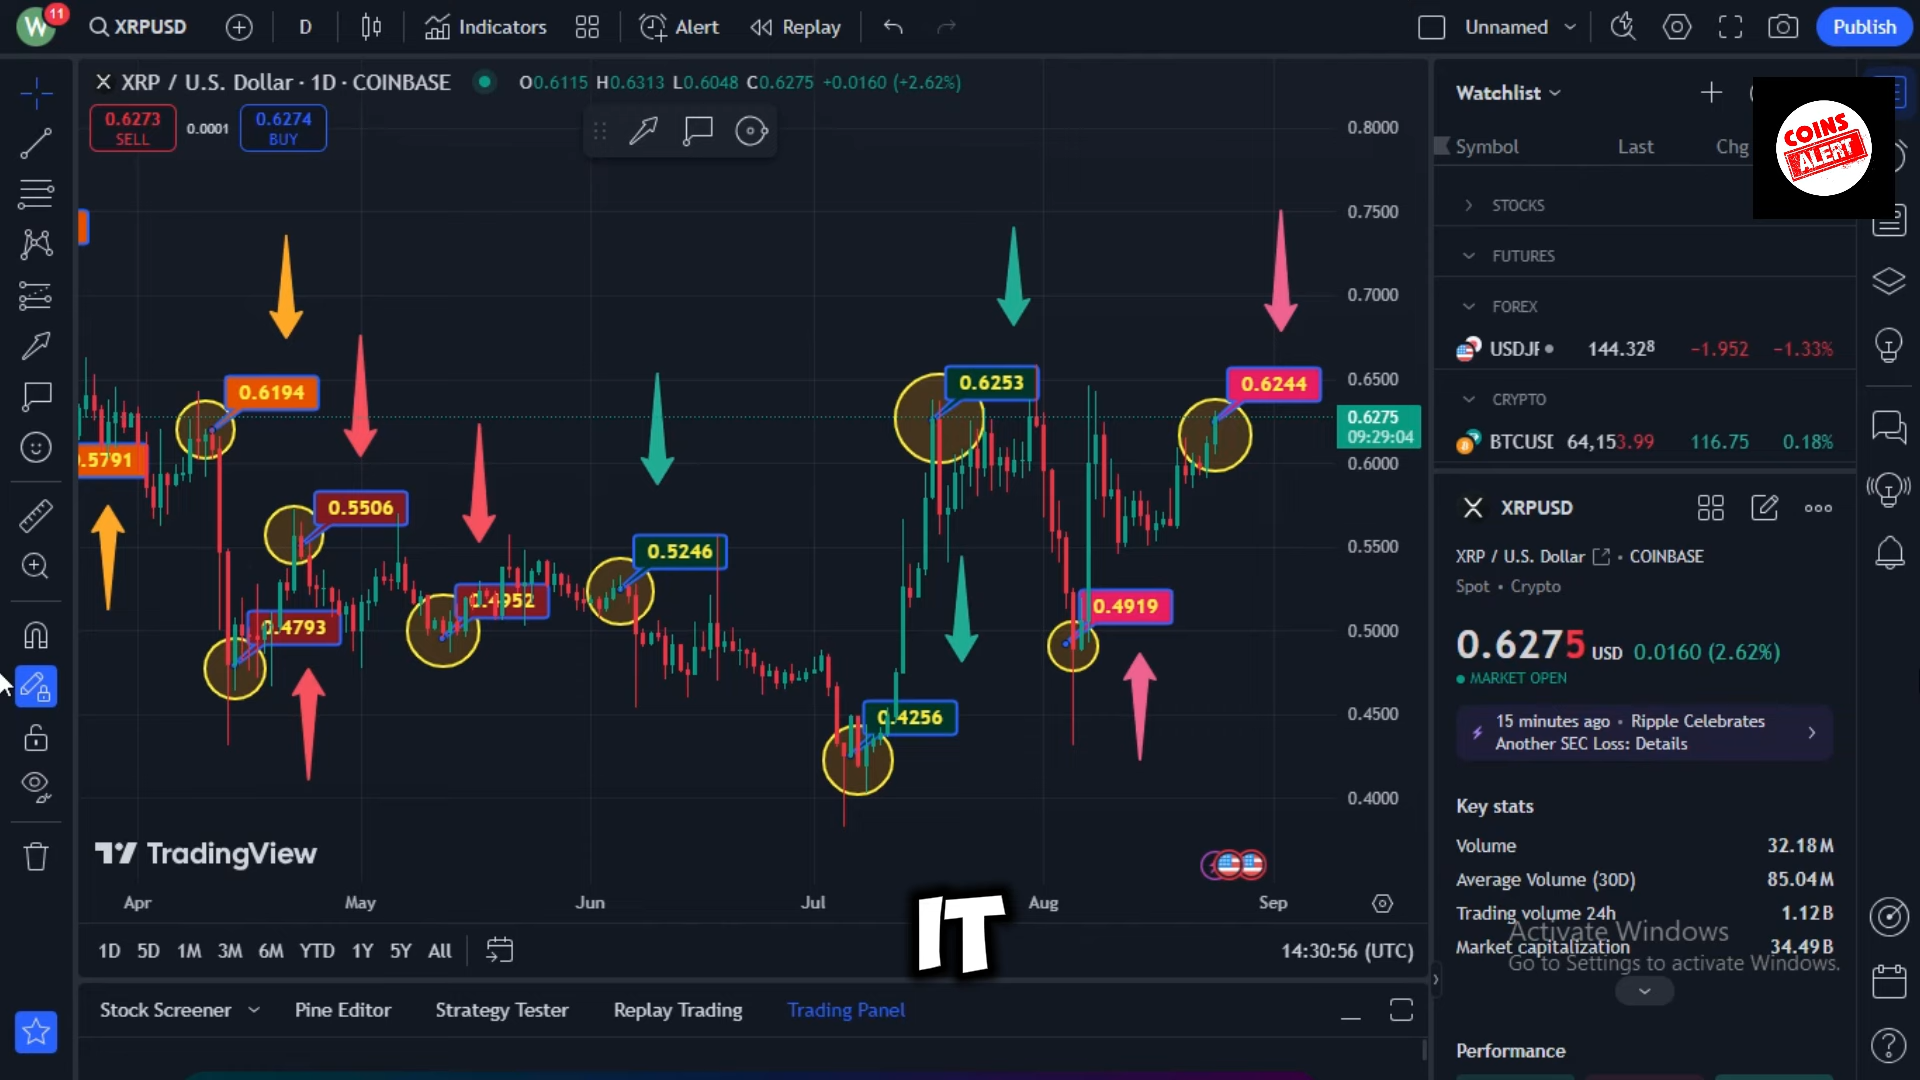 W
11
XRPUSD
D
Indicators
Alert
Replay
Unnamed
Publish
XRP / U.S. Dollar · 1D · COINBASE
O0.6115 H0.6313 L0.6048 C0.6275 +0.0160 (+2.62%)
0.6273
SELL
0.0001
0.6274
BUY
Watchlist
Symbol Last Chg
COINS
ALERT
STOCKS
FUTURES
FOREX
USDJF 144.328 −1.952 −1.33%
CRYPTO
BTCUSD 64,153.99 116.75 0.18%
0.8000
0.7500
0.7000
0.6500
0.6275
09:29:04
0.6000
0.5500
0.5000
0.4500
0.4000
0.6194
.5791
0.5506
0.4793
0.4952
0.5246
0.4256
0.6253
0.4919
0.6244
XRPUSD
XRP / U.S. Dollar • COINBASE
Spot • Crypto
0.6275 USD 0.0160 (2.62%)
MARKET OPEN
15 minutes ago • Ripple Celebrates
Another SEC Loss: Details
Key stats
Volume 32.18M
Average Volume (30D) 85.04M
Trading volume 24h 1.12B
Market capitalization 34.49B
Activate Windows
Go to Settings to activate Windows.
Performance
TradingView
Apr May Jun Jul Aug Sep
IT
1D 5D 1M 3M 6M YTD 1Y 5Y All
14:30:56 (UTC)
Stock Screener Pine Editor Strategy Tester Replay Trading Trading Panel